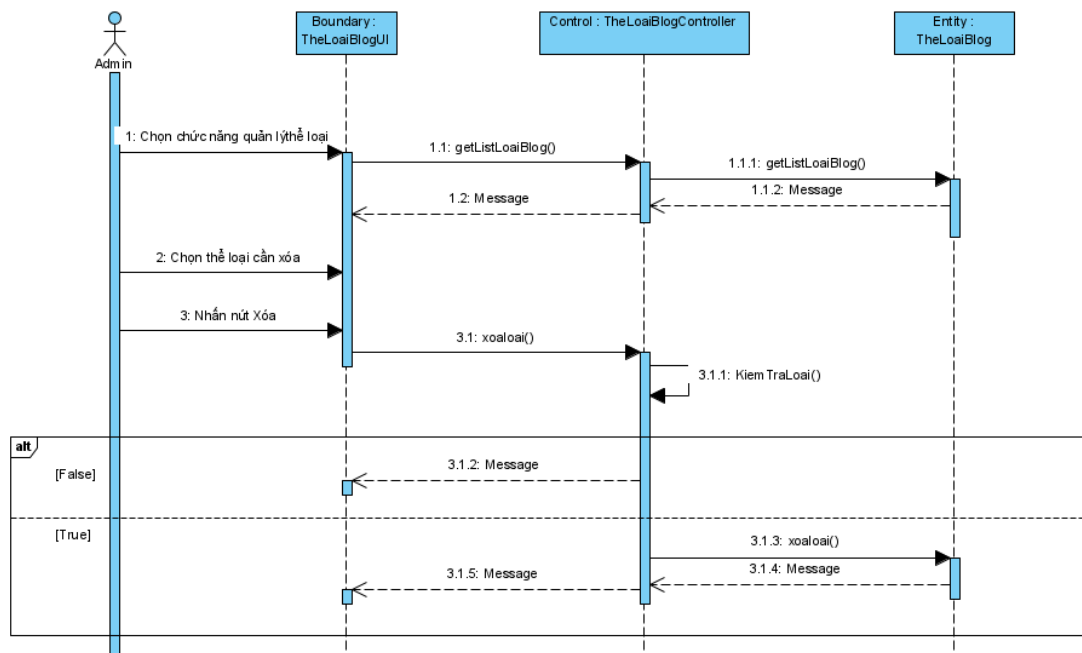 Boundary :
TheLoaiBlogUI
Control : TheLoaiBlogController
Entity :
TheLoaiBlog
Admin
1: Chọn chức năng quản lýthể loại
1.1: getListLoaiBlog()
1.1.1: getListLoaiBlog()
1.1.2: Message
1.2: Message
2: Chọn thể loại cần xóa
3: Nhấn nút Xóa
3.1: xoaloai()
3.1.1: KiemTraLoai()
alt
[False]
3.1.2: Message
[True]
3.1.3: xoaloai()
3.1.4: Message
3.1.5: Message